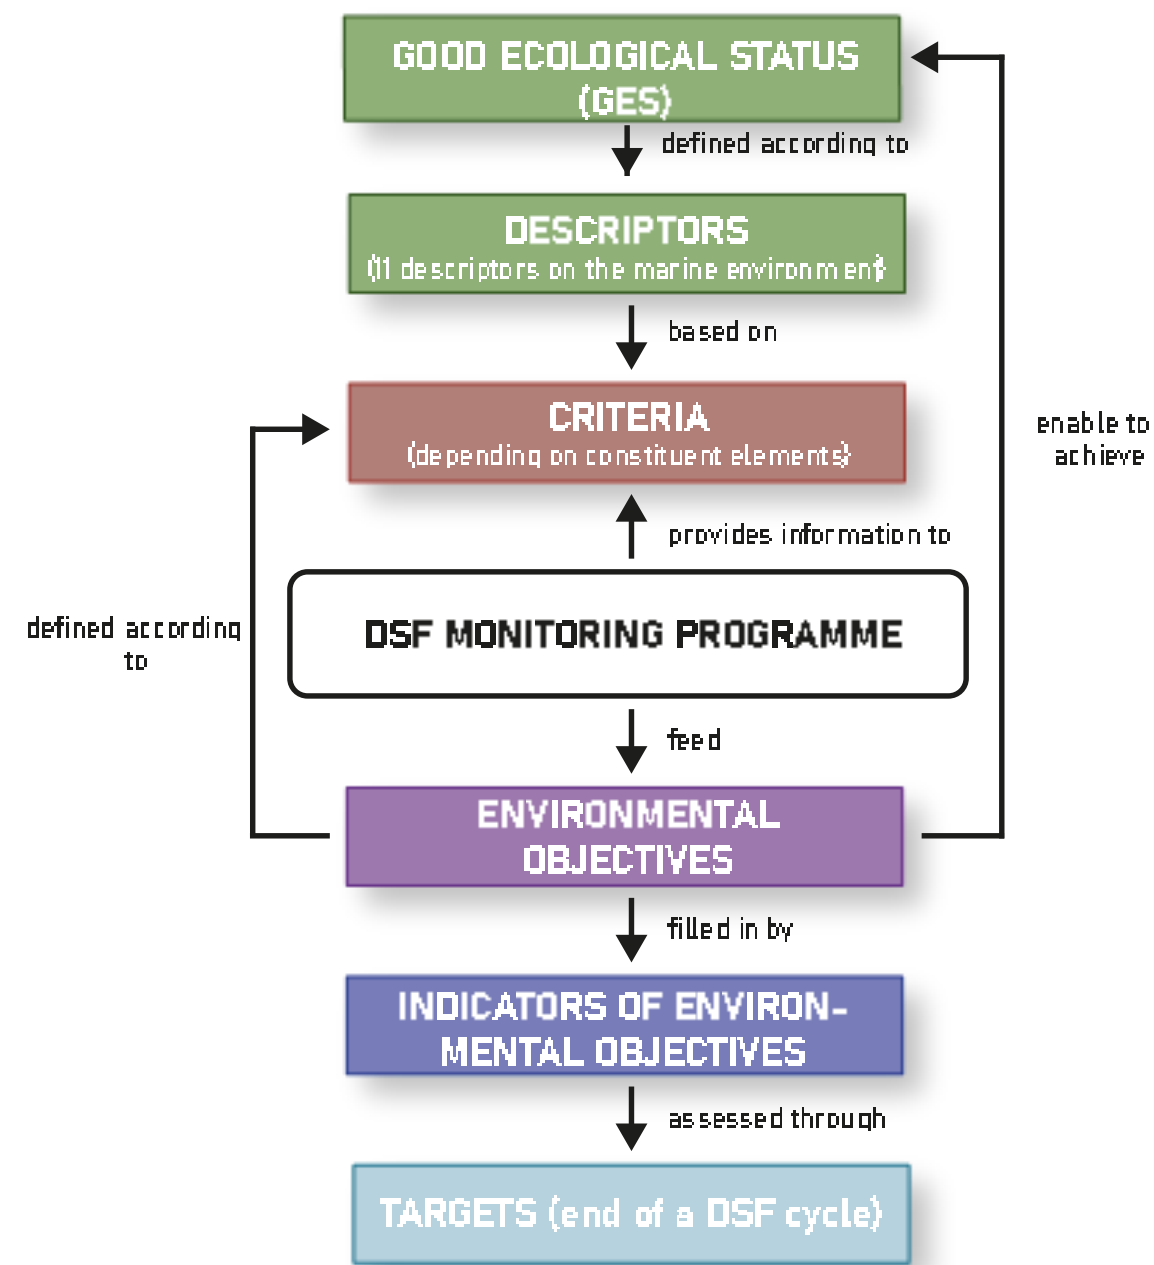 GOOD ECOLOGICAL STATUS
(GES)
defined according to
DESCRIPTORS
(11 descriptors on the marine environment)
based on
CRITERIA
(depending on constituent elements)
enable to
achieve
provides information to
DSF MONITORING PROGRAMME
defined according
to
feed
ENVIRONMENTAL
OBJECTIVES
filled in by
INDICATORS OF ENVIRON-
MENTAL OBJECTIVES
assessed through
TARGETS (end of a DSF cycle)